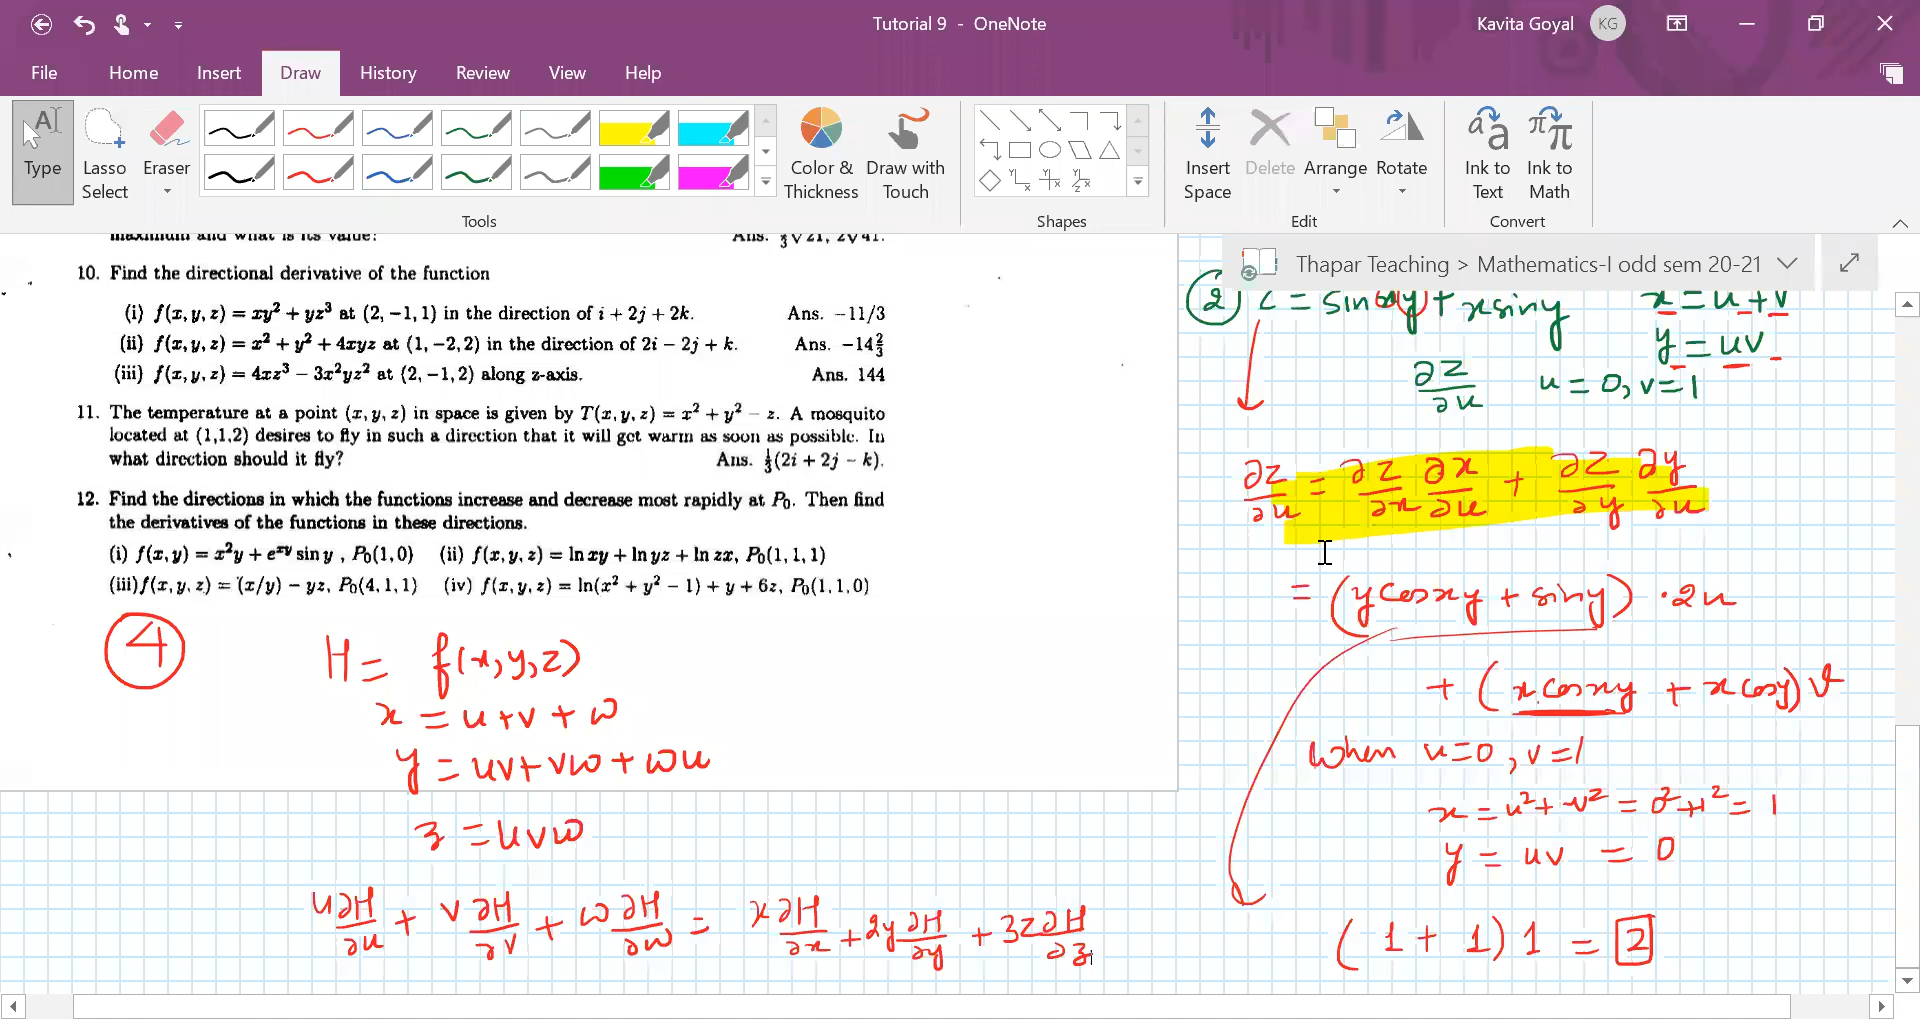 Tutorial 9 - OneNote
Kavita Goyal KG
File Home Insert Draw History Review View Help
Type
Lasso Select
Eraser
Color & Thickness
Draw with Touch
Insert Space
Delete
Arrange
Rotate
Ink to Text
Ink to Math
Tools
Shapes
Edit
Convert
Thapar Teaching > Mathematics-I odd sem 20-21
maximum and what is its value? Ans. 
10. Find the directional derivative of the function
(i) f(x, y, z) = xy² + yz³ at (2, −1, 1) in the direction of i + 2j + 2k. Ans. −11/3
(ii) f(x, y, z) = x² + y² + 4xyz at (1, −2, 2) in the direction of 2i − 2j + k. Ans. −14⅔
(iii) f(x, y, z) = 4xz³ − 3x²yz² at (2, −1, 2) along z-axis. Ans. 144
11. The temperature at a point (x, y, z) in space is given by T(x, y, z) = x² + y² − z. A mosquito
located at (1,1,2) desires to fly in such a direction that it will get warm as soon as possible. In
what direction should it fly? Ans. ⅓(2i + 2j − k).
12. Find the directions in which the functions increase and decrease most rapidly at P₀. Then find
the derivatives of the functions in these directions.
(i) f(x, y) = x²y + e^{xy} sin y , P₀(1, 0) (ii) f(x, y, z) = ln xy + ln yz + ln zx, P₀(1, 1, 1)
(iii)f(x, y, z) = (x/y) − yz, P₀(4, 1, 1) (iv) f(x, y, z) = ln(x² + y² − 1) + y + 6z, P₀(1, 1, 0)
④ H = f(x, y, z)
x = u + v + w
y = uv + vw + wu
z = uvw
u ∂H/∂u + v ∂H/∂v + w ∂H/∂w = x ∂H/∂x + 2y ∂H/∂y + 3z ∂H/∂z
② z = sin xy + x sin y x = u + v
y = uv
∂z/∂u u = 0, v = 1
∂z/∂u = ∂z/∂x ∂x/∂u + ∂z/∂y ∂y/∂u
= (y cos xy + sin y) · 2u
+ (x cos xy + x cos y) v
When u = 0, v = 1
x = u² + v² = 0² + 1² = 1
y = uv = 0
(1 + 1) 1 = 2